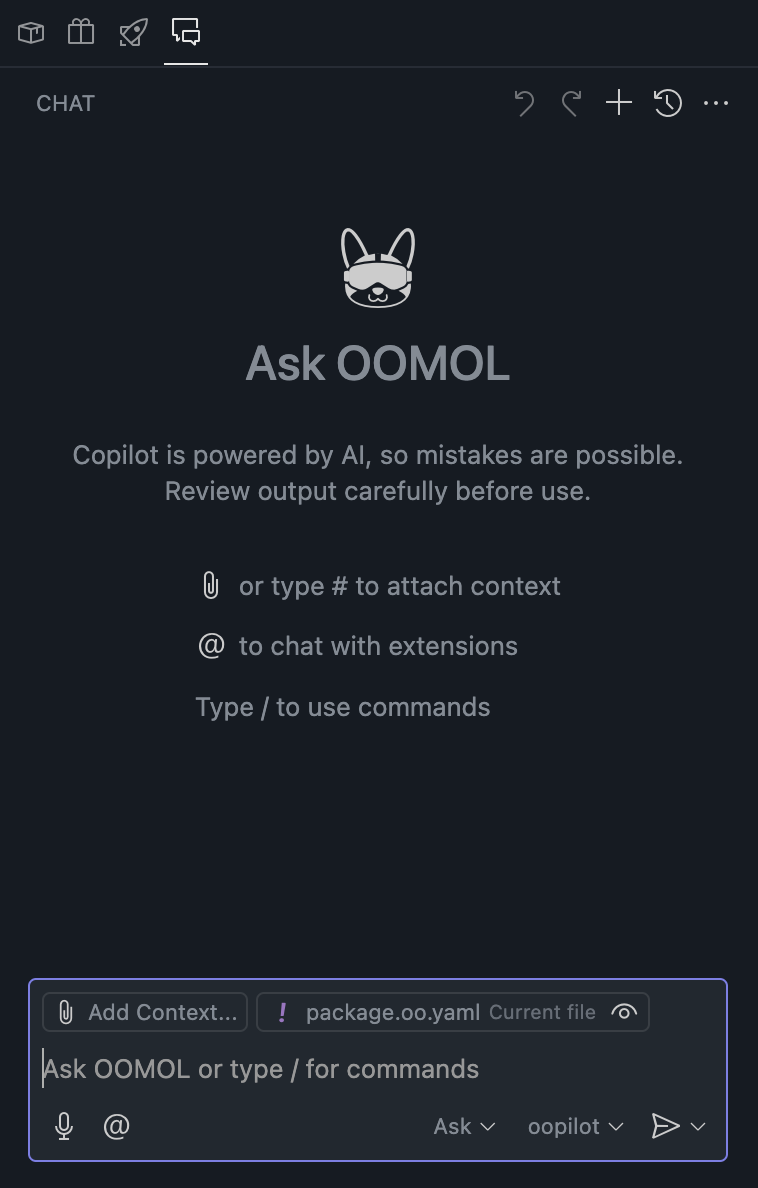 CHAT
Ask OOMOL
Copilot is powered by AI, so mistakes are possible.
Review output carefully before use.
or type # to attach context
@ to chat with extensions
Type / to use commands
Add Context... ! package.oo.yaml Current file
Ask OOMOL or type / for commands
@ Ask oopilot